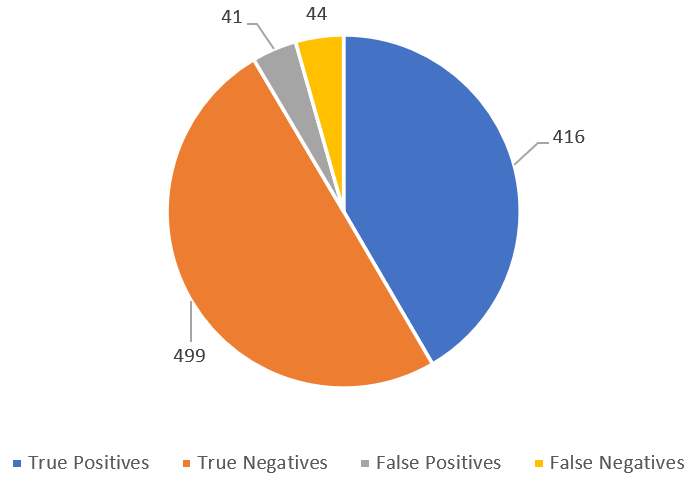 41
44
416
499
True Positives True Negatives False Positives False Negatives